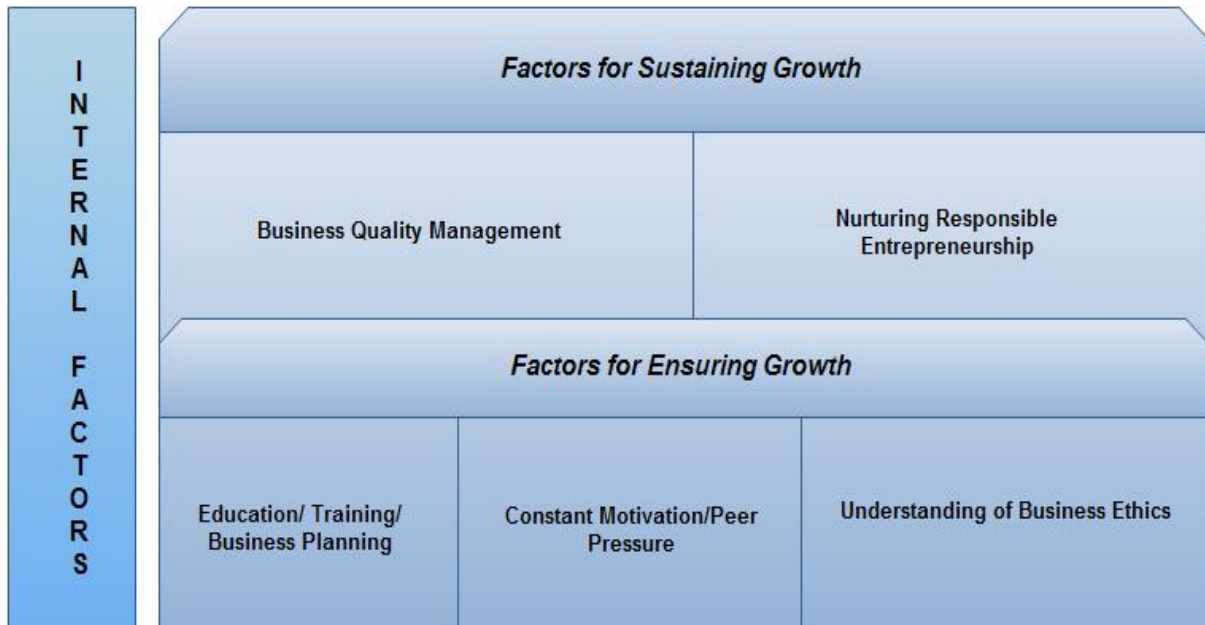 INTERNAL FACTORS
Factors for Sustaining Growth
Business Quality Management
Nurturing Responsible
Entrepreneurship
Factors for Ensuring Growth
Education/ Training/
Business Planning
Constant Motivation/Peer
Pressure
Understanding of Business Ethics